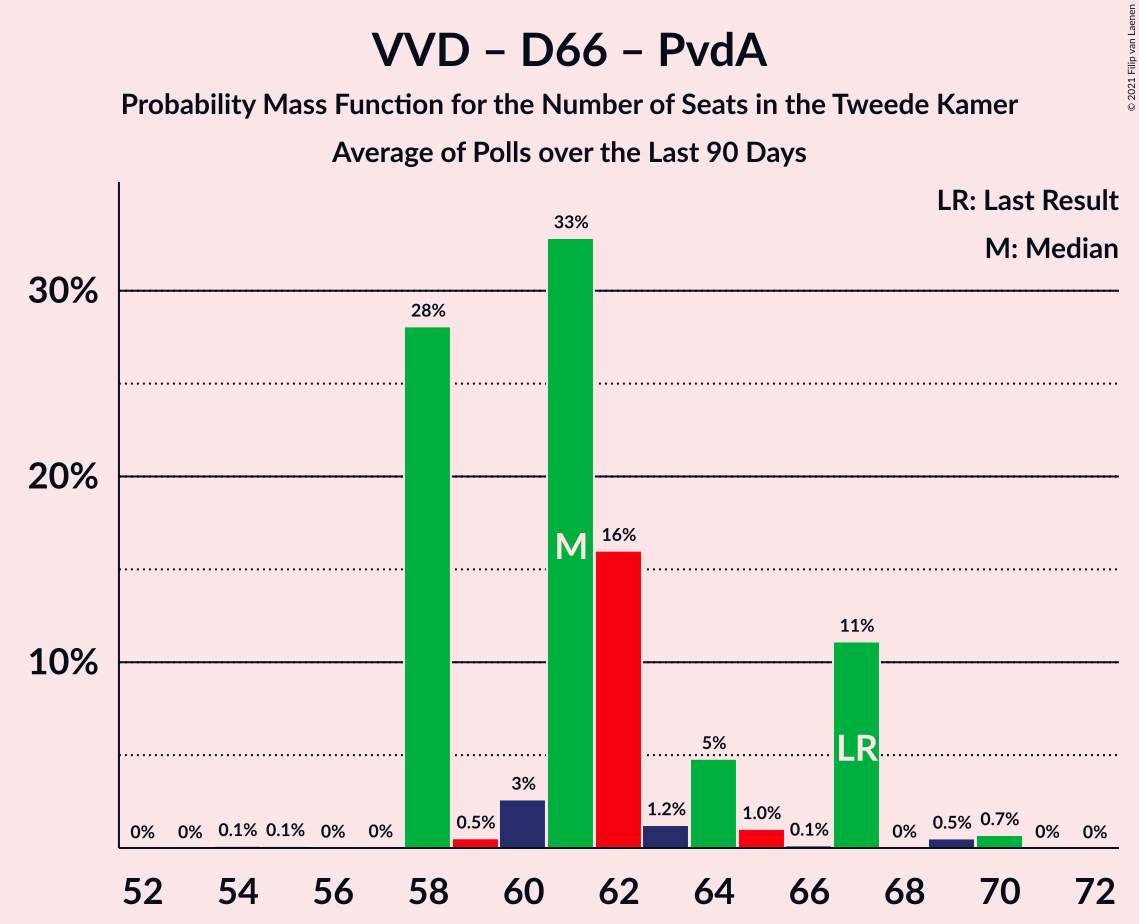 VVD – D66 – PvdA
Probability Mass Function for the Number of Seats in the Tweede Kamer
Average of Polls over the Last 90 Days
© 2021 Filip van Laenen
LR: Last Result
M: Median
30%
20%
10%
0%
0%
0.1%
0.1%
0%
0%
28%
0.5%
3%
33%
16%
1.2%
5%
1.0%
0.1%
11%
0%
0.5%
0.7%
0%
0%
M
LR
52 54 56 58 60 62 64 66 68 70 72